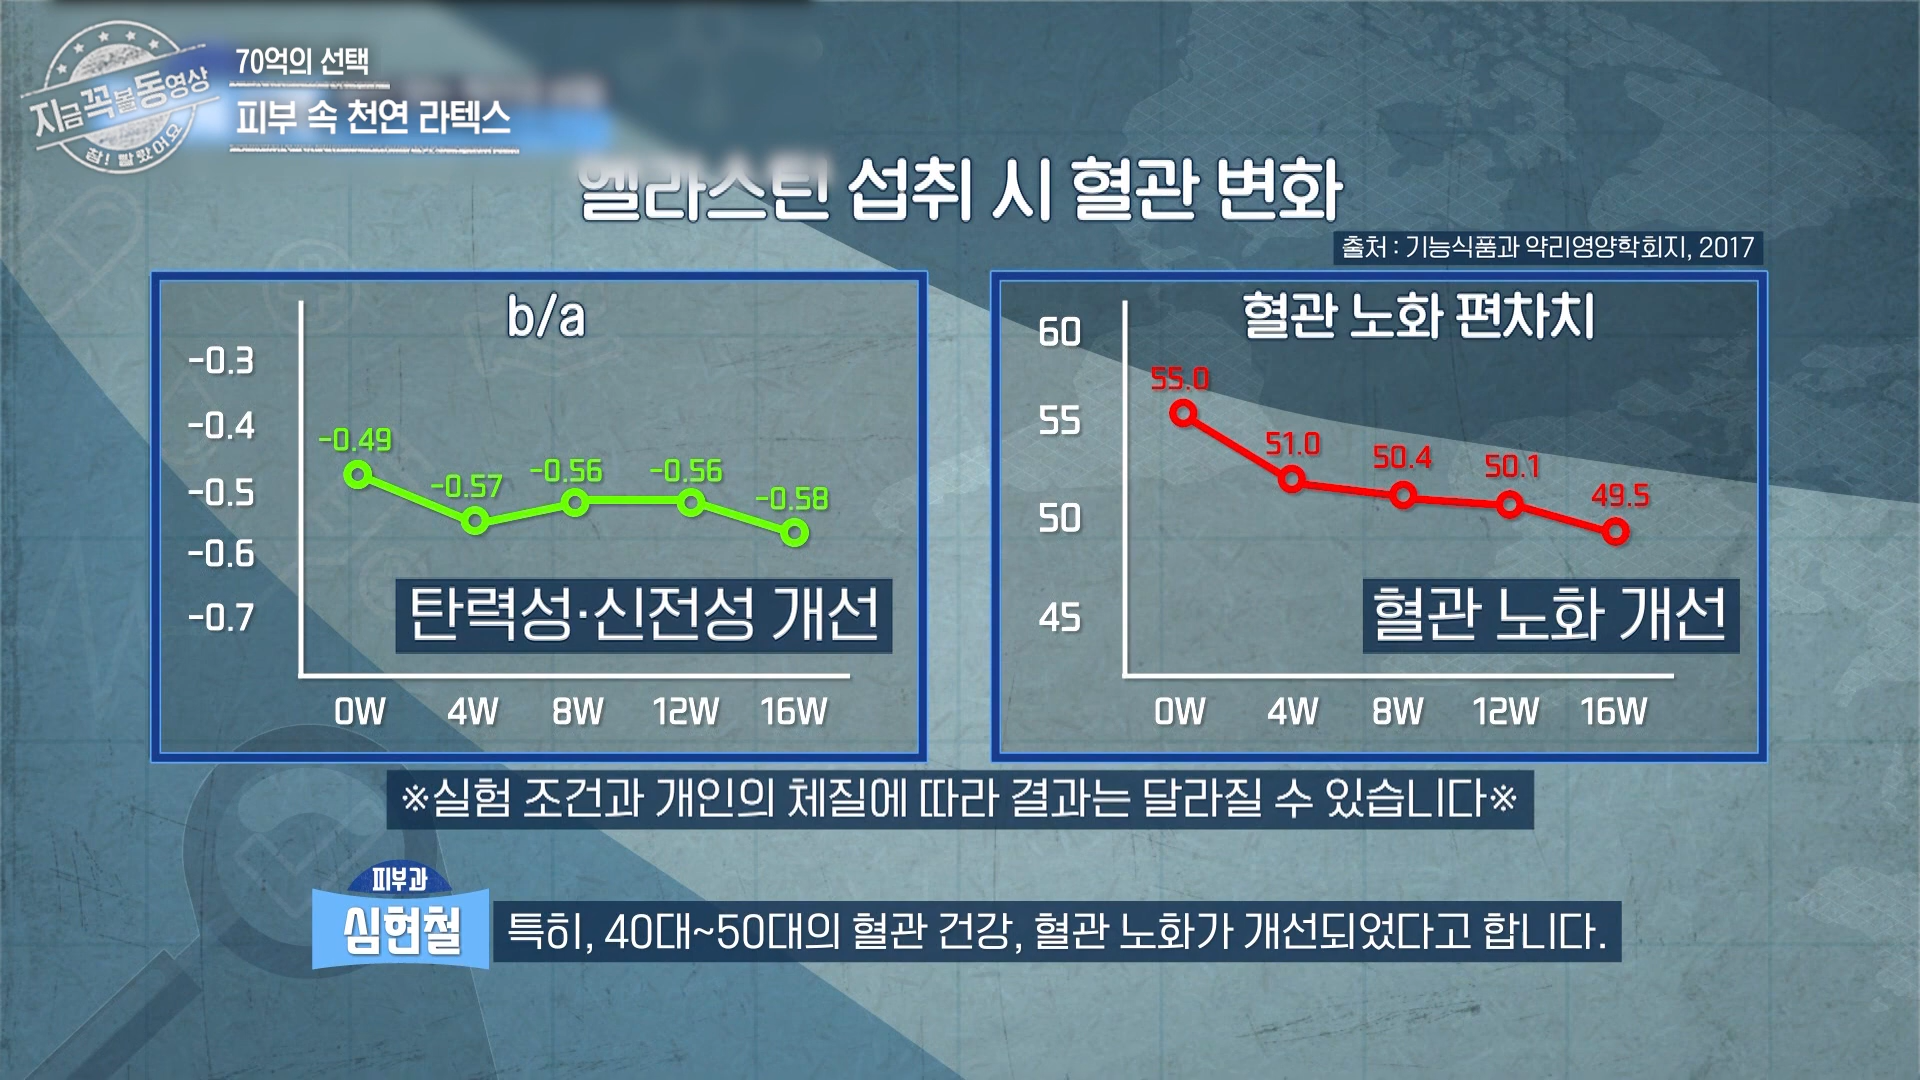 지금 꼭 볼 동영상
참! 잘 랐어요
70억의 선택
피부 속 천연 라텍스
엘라스틴 섭취 시 혈관 변화
출처 : 기능식품과 약리영양학회지, 2017
b/a
-0.3
-0.4
-0.5
-0.6
-0.7
-0.49
-0.57
-0.56
-0.56
-0.58
탄력성·신전성 개선
0W 4W 8W 12W 16W
혈관 노화 편차치
60
55
50
45
55.0
51.0
50.4
50.1
49.5
혈관 노화 개선
0W 4W 8W 12W 16W
※실험 조건과 개인의 체질에 따라 결과는 달라질 수 있습니다※
피부과
심현철
특히, 40대~50대의 혈관 건강, 혈관 노화가 개선되었다고 합니다.